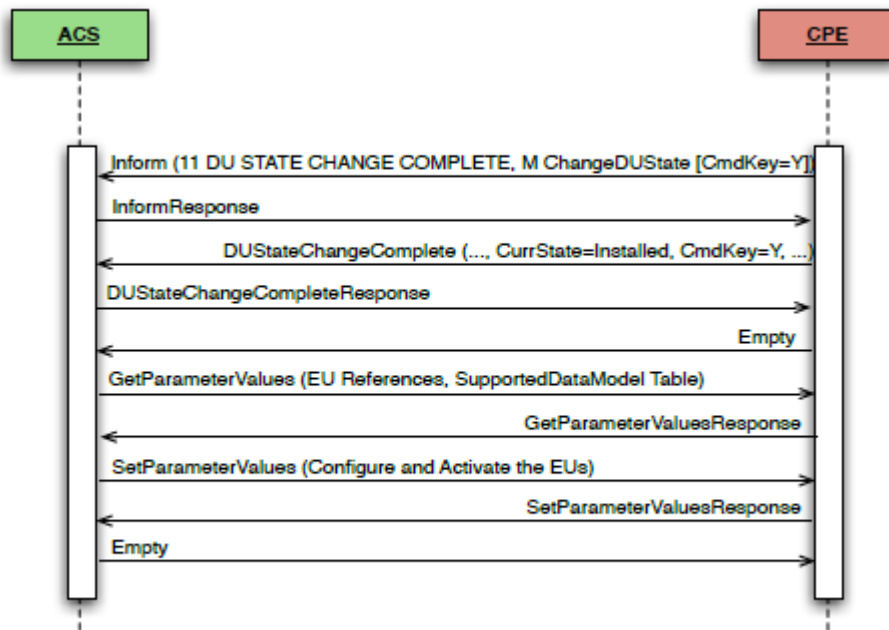 ACS
CPE
Inform (11 DU STATE CHANGE COMPLETE, M ChangeDUState [CmdKey=Y])
InformResponse
DUStateChangeComplete (..., CurrState=Installed, CmdKey=Y, ...)
DUStateChangeCompleteResponse
Empty
GetParameterValues (EU References, SupportedDataModel Table)
GetParameterValuesResponse
SetParameterValues (Configure and Activate the EUs)
SetParameterValuesResponse
Empty